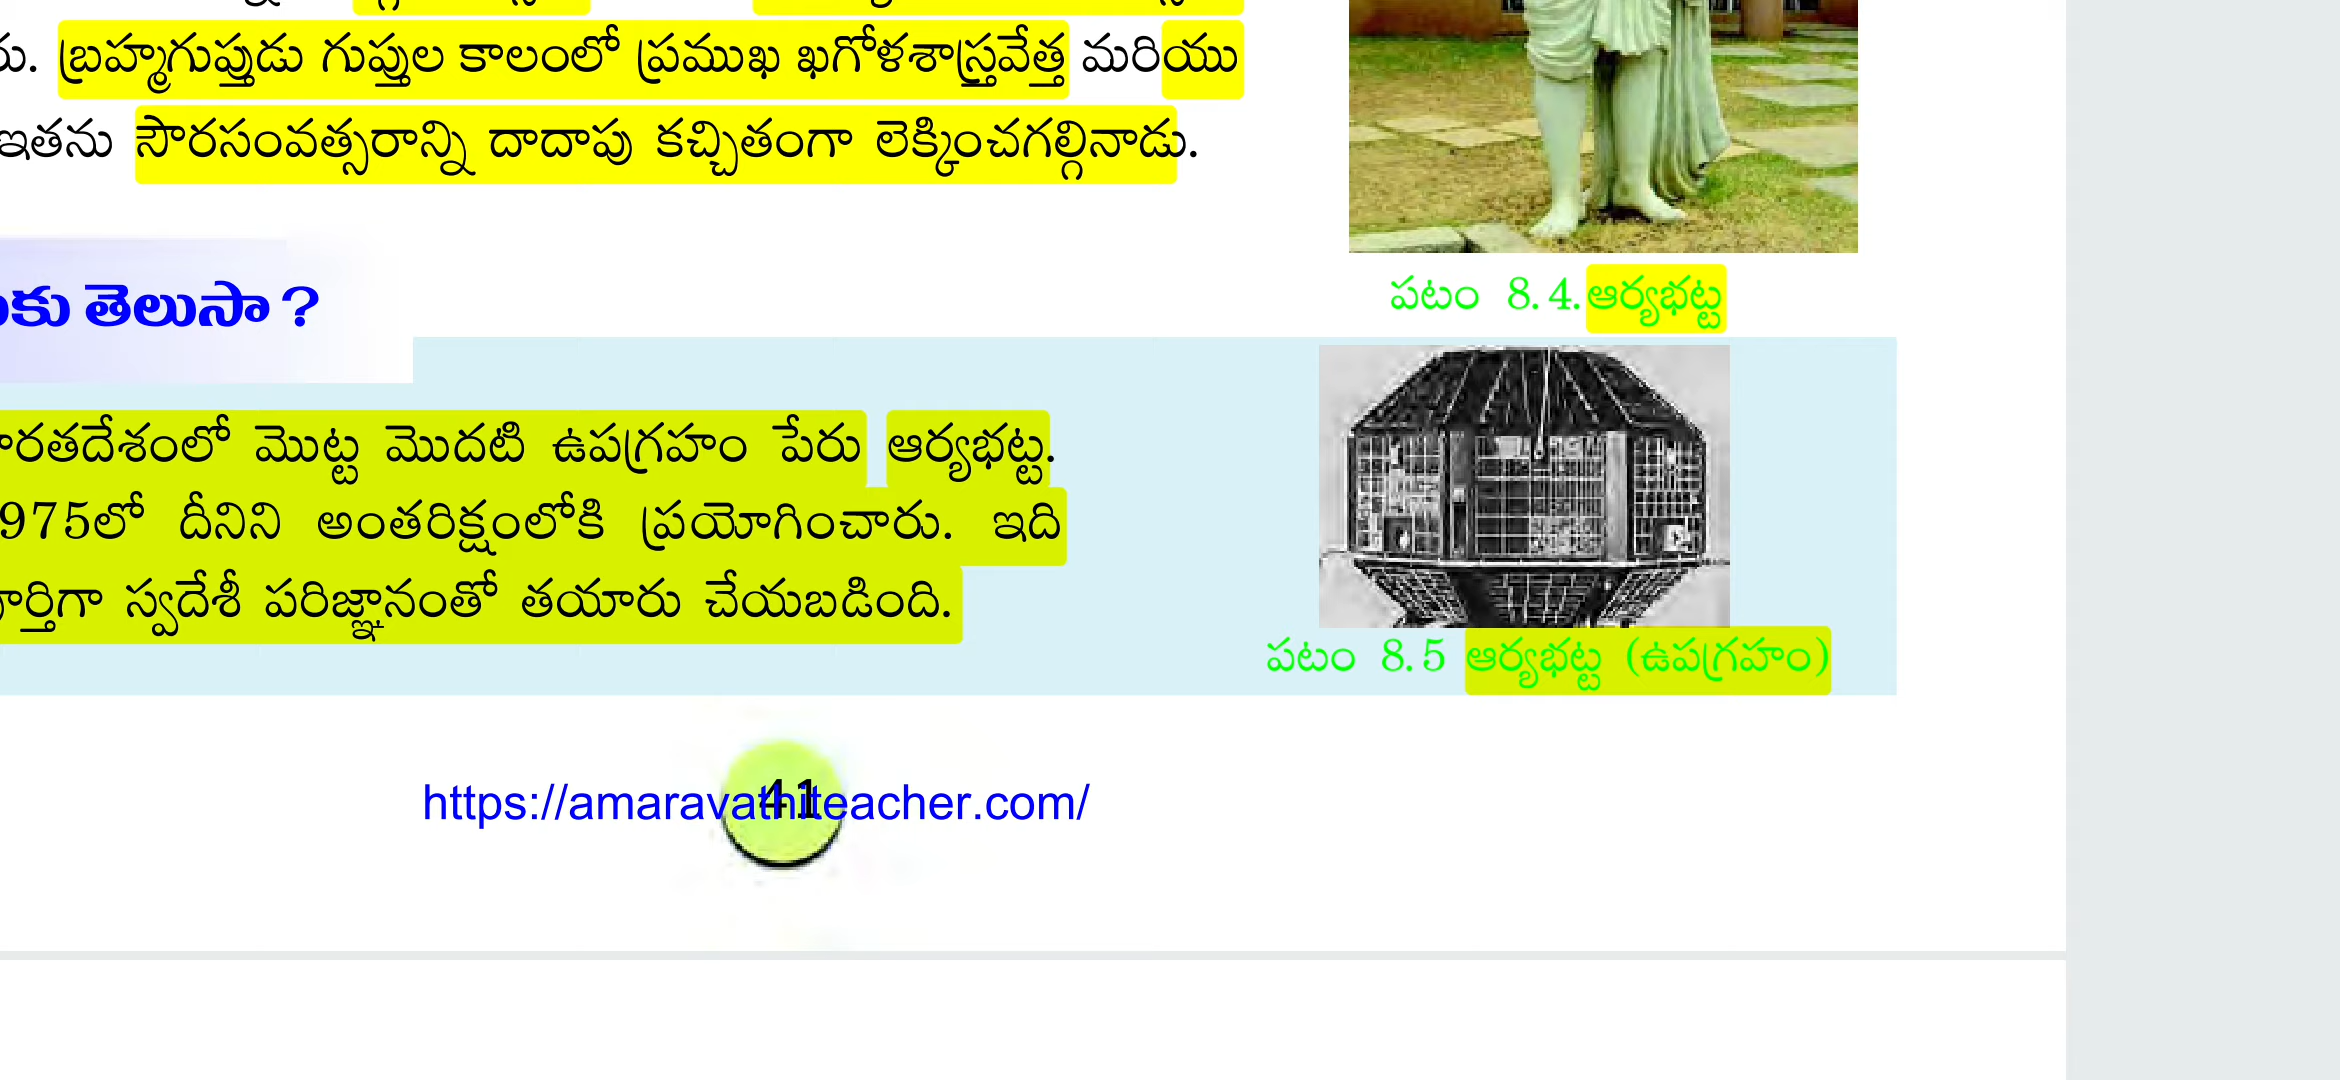 బ్రహ్మగుప్తుడు గుప్తుల కాలంలో ప్రముఖ ఖగోళశాస్త్రవేత్త మరియు
ఇతను సౌరసంవత్సరాన్ని దాదాపు కచ్చితంగా లెక్కించగల్గినాడు.
పటం 8.4.ఆర్యభట్ట
తెలుసా ?
మొట్ట మొదటి ఉపగ్రహం పేరు ఆర్యభట్ట.
975లో దీనిని అంతరిక్షంలోకి ప్రయోగించారు. ఇది
స్వదేశీ పరిజ్ఞానంతో తయారు చేయబడింది.
పటం 8.5 ఆర్యభట్ట (ఉపగ్రహం)
41
https://amaravathiteacher.com/